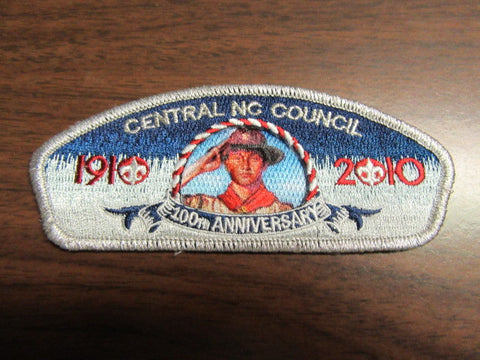 CENTRAL NC COUNCIL
1910 2010
100th ANNIVERSARY